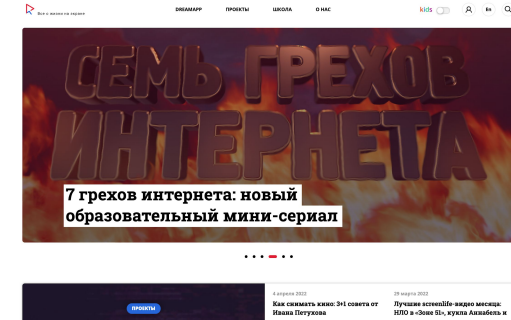 Все о жизни на экране
DREAMAPP
ПРОЕКТЫ
ШКОЛА
О НАС
kids
En
СЕМЬ ГРЕХОВ
ИНТЕРНЕТА
7 грехов интернета: новый
образовательный мини-сериал
ПРОЕКТЫ
4 апреля 2022
Как снимать кино: 3+1 совета от
Ивана Петухова
29 марта 2022
Лучшие screenlife-видео месяца:
НЛО в «Зоне 51», кукла Аннабель и